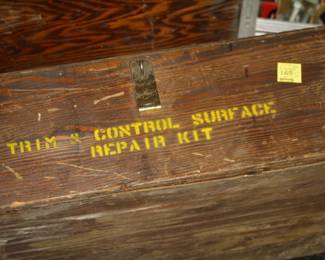 TRIM & CONTROL SURFACE
REPAIR KIT